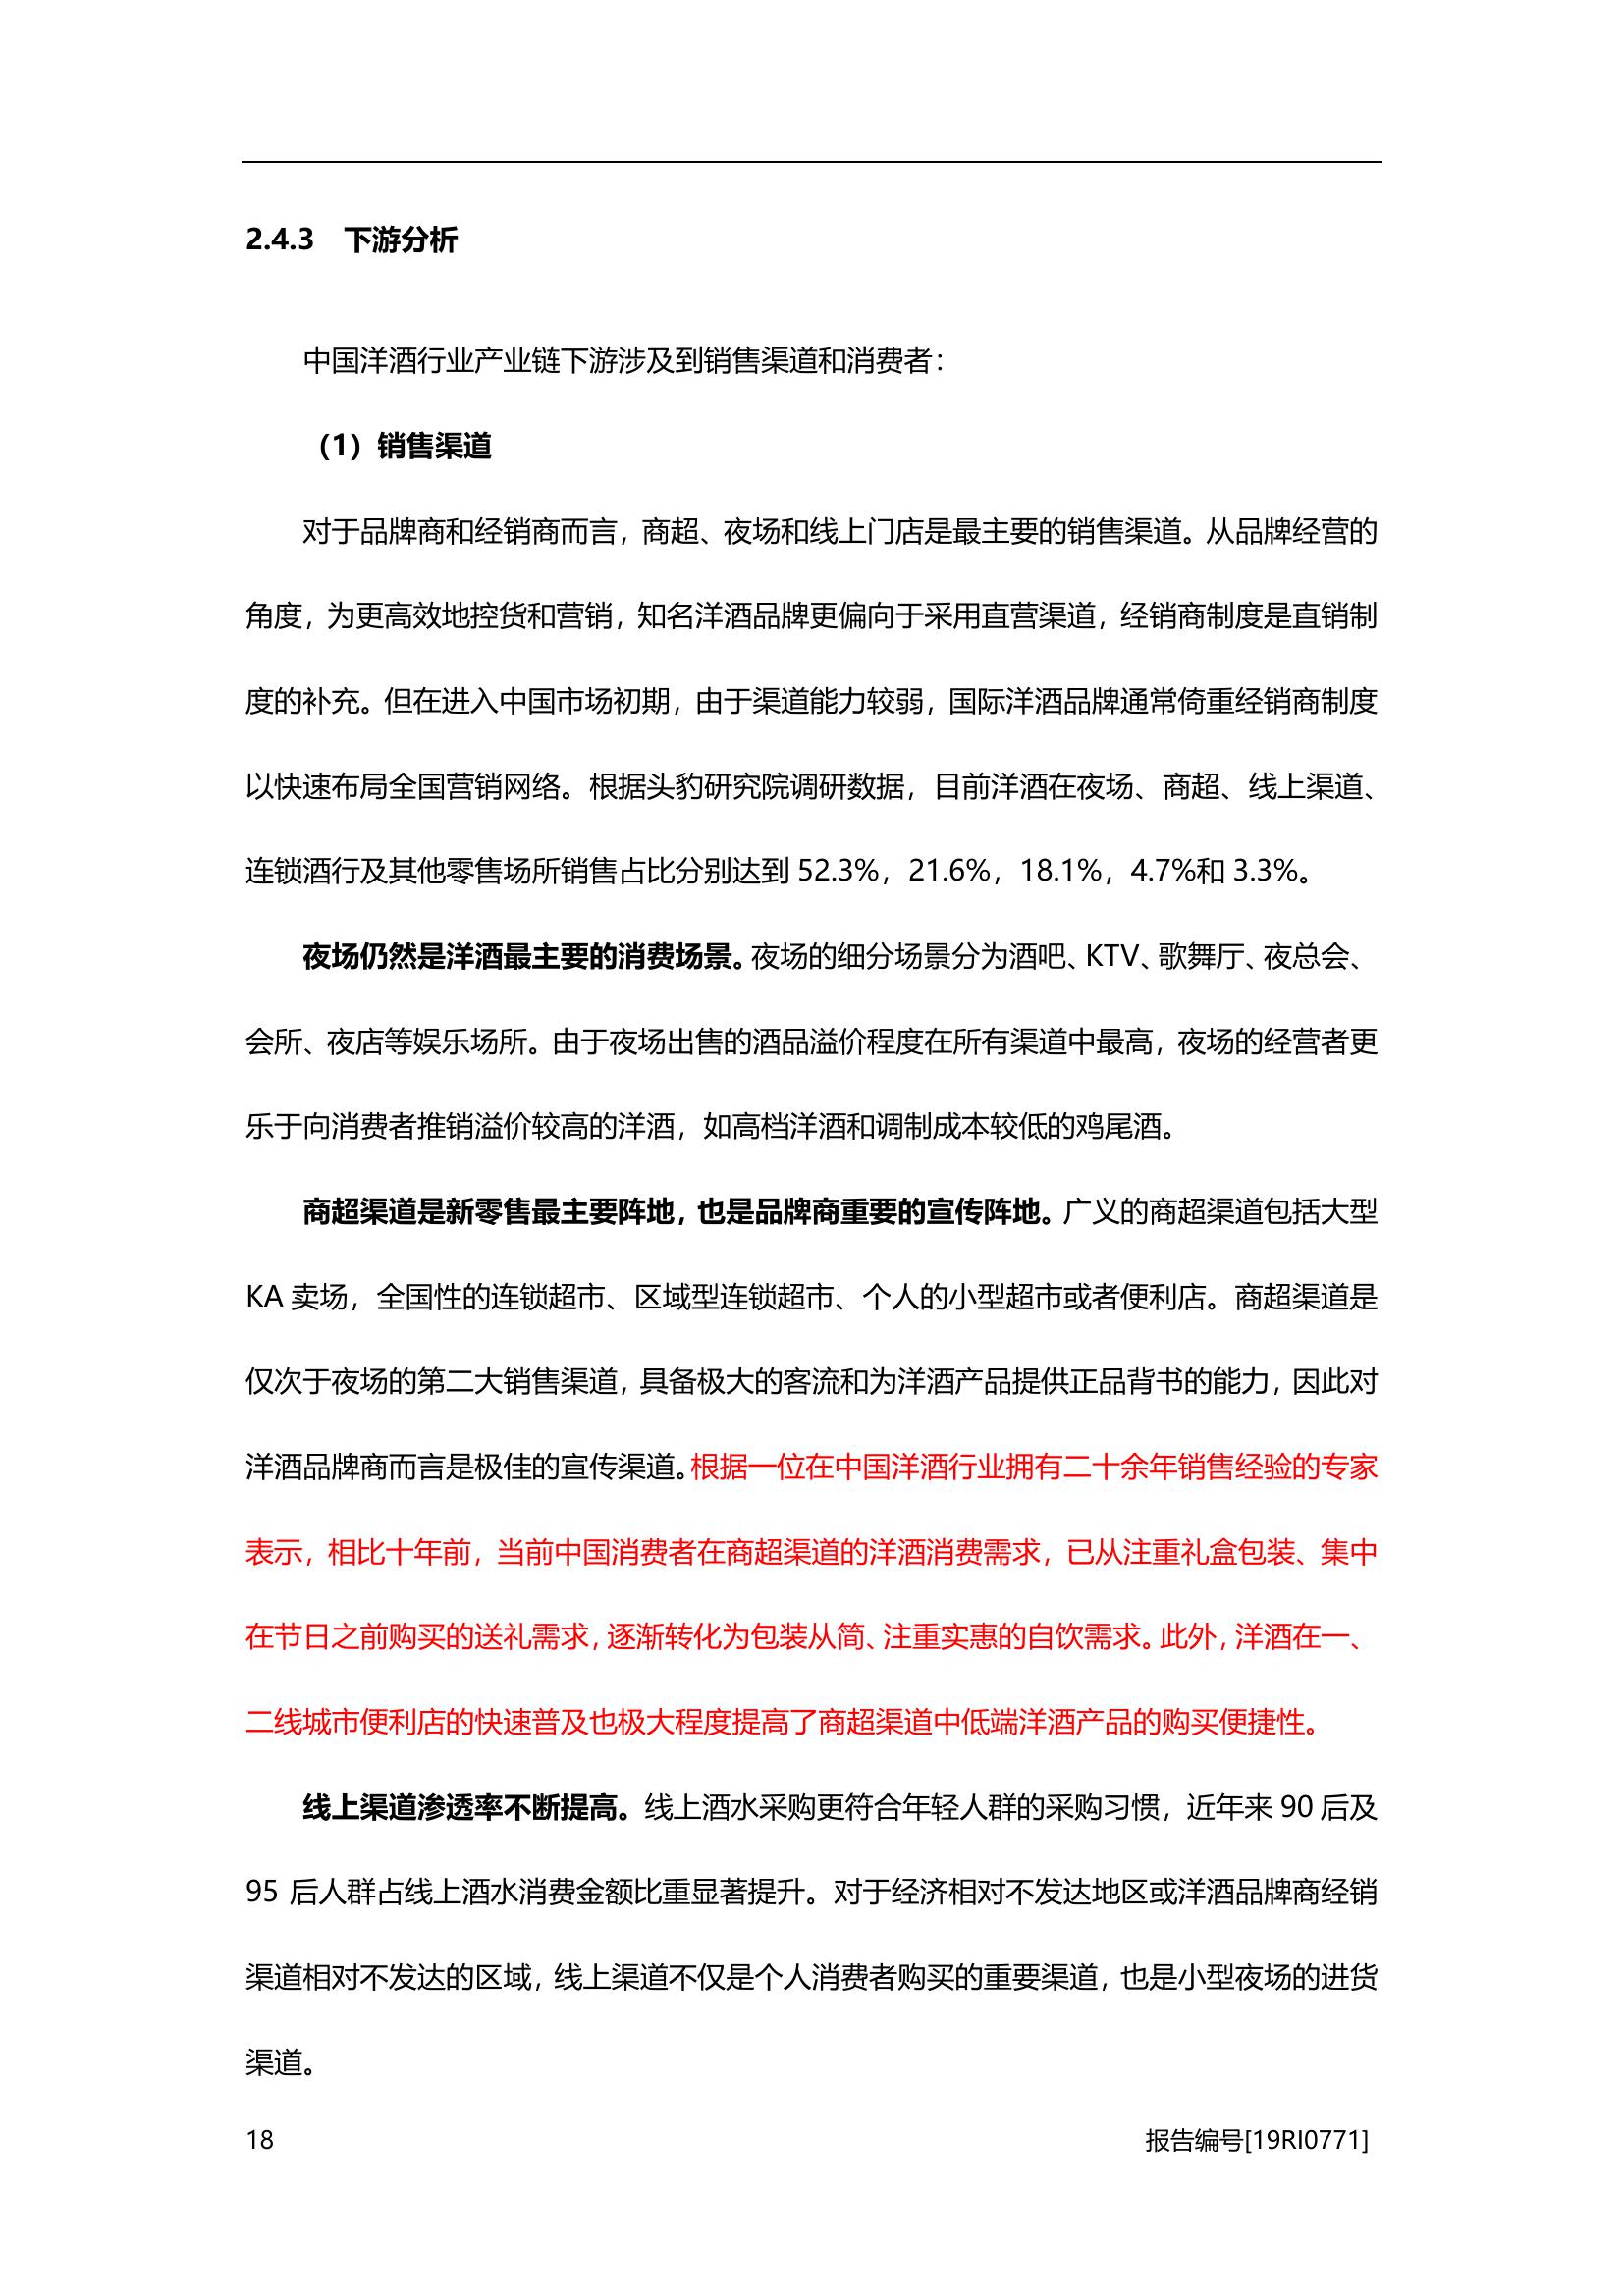 2.4.3 下游分析
中国洋酒行业产业链下游涉及到销售渠道和消费者：
（1）销售渠道
对于品牌商和经销商而言，商超、夜场和线上门店是最主要的销售渠道。从品牌经营的
角度，为更高效地控货和营销，知名洋酒品牌更偏向于采用直营渠道，经销商制度是直销制
度的补充。但在进入中国市场初期，由于渠道能力较弱，国际洋酒品牌通常倚重经销商制度
以快速布局全国营销网络。根据头豹研究院调研数据，目前洋酒在夜场、商超、线上渠道、
连锁酒行及其他零售场所销售占比分别达到 52.3%，21.6%，18.1%，4.7%和 3.3%。
夜场仍然是洋酒最主要的消费场景。夜场的细分场景分为酒吧、KTV、歌舞厅、夜总会、
会所、夜店等娱乐场所。由于夜场出售的酒品溢价程度在所有渠道中最高，夜场的经营者更
乐于向消费者推销溢价较高的洋酒，如高档洋酒和调制成本较低的鸡尾酒。
商超渠道是新零售最主要阵地，也是品牌商重要的宣传阵地。广义的商超渠道包括大型
KA 卖场，全国性的连锁超市、区域型连锁超市、个人的小型超市或者便利店。商超渠道是
仅次于夜场的第二大销售渠道，具备极大的客流和为洋酒产品提供正品背书的能力，因此对
洋酒品牌商而言是极佳的宣传渠道。根据一位在中国洋酒行业拥有二十余年销售经验的专家
表示，相比十年前，当前中国消费者在商超渠道的洋酒消费需求，已从注重礼盒包装、集中
在节日之前购买的送礼需求，逐渐转化为包装从简、注重实惠的自饮需求。此外，洋酒在一、
二线城市便利店的快速普及也极大程度提高了商超渠道中低端洋酒产品的购买便捷性。
线上渠道渗透率不断提高。线上酒水采购更符合年轻人群的采购习惯，近年来 90 后及
95 后人群占线上酒水消费金额比重显著提升。对于经济相对不发达地区或洋酒品牌商经销
渠道相对不发达的区域，线上渠道不仅是个人消费者购买的重要渠道，也是小型夜场的进货
渠道。
18 报告编号[19RI0771]